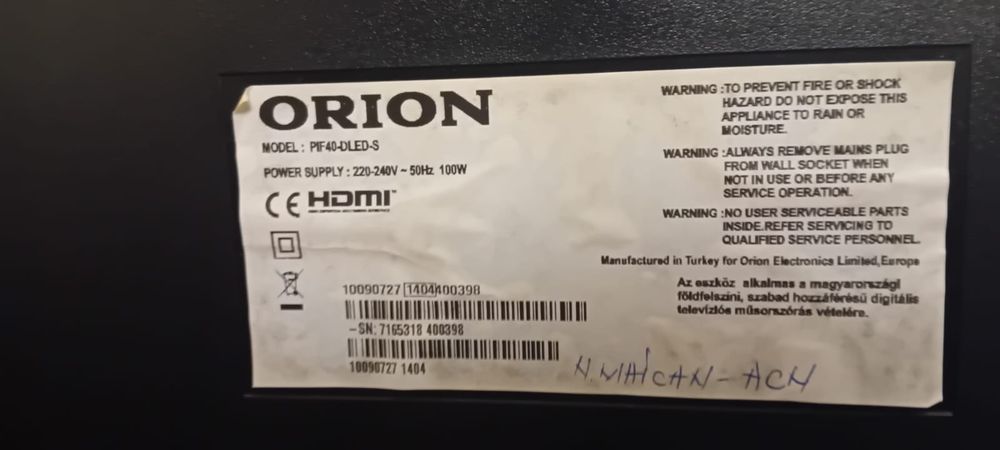 ORION
MODEL : PIF40-DLED-S
POWER SUPPLY : 220-240V ~ 50Hz 100W
CE HDMI
10090727 1404400398
-SN: 7165318 400398
10090727 1404
WARNING :TO PREVENT FIRE OR SHOCK
HAZARD DO NOT EXPOSE THIS
APPLIANCE TO RAIN OR
MOISTURE.
WARNING :ALWAYS REMOVE MAINS PLUG
FROM WALL SOCKET WHEN
NOT IN USE OR BEFORE ANY
SERVICE OPERATION.
WARNING :NO USER SERVICEABLE PARTS
INSIDE.REFER SERVICING TO
QUALIFIED SERVICE PERSONNEL.
Manufactured in Turkey for Orion Electronics Limited,Europe
Az eszköz alkalmas a magyarországi
földfelszíni, szabad hozzáférésű digitális
televíziós műsorszórás vételére.